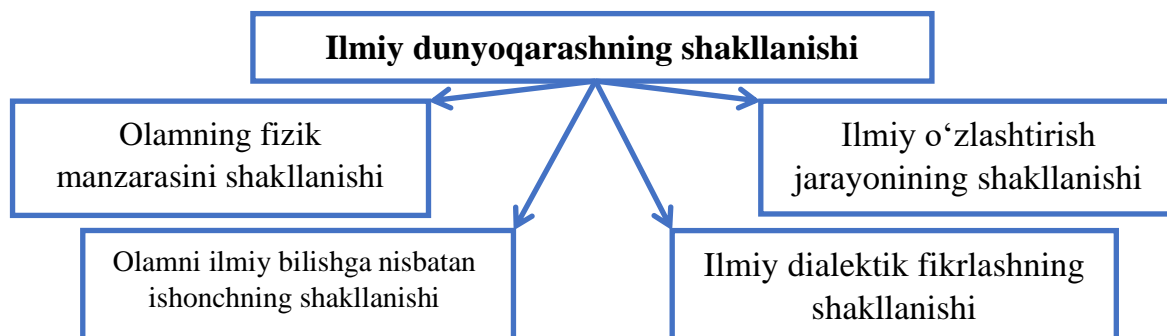 Ilmiy dunyoqarashning shakllanishi
Olamning fizik
manzarasini shakllanishi
Ilmiy o‘zlashtirish
jarayonining shakllanishi
Olamni ilmiy bilishga nisbatan
ishonchning shakllanishi
Ilmiy dialektik fikrlashning
shakllanishi